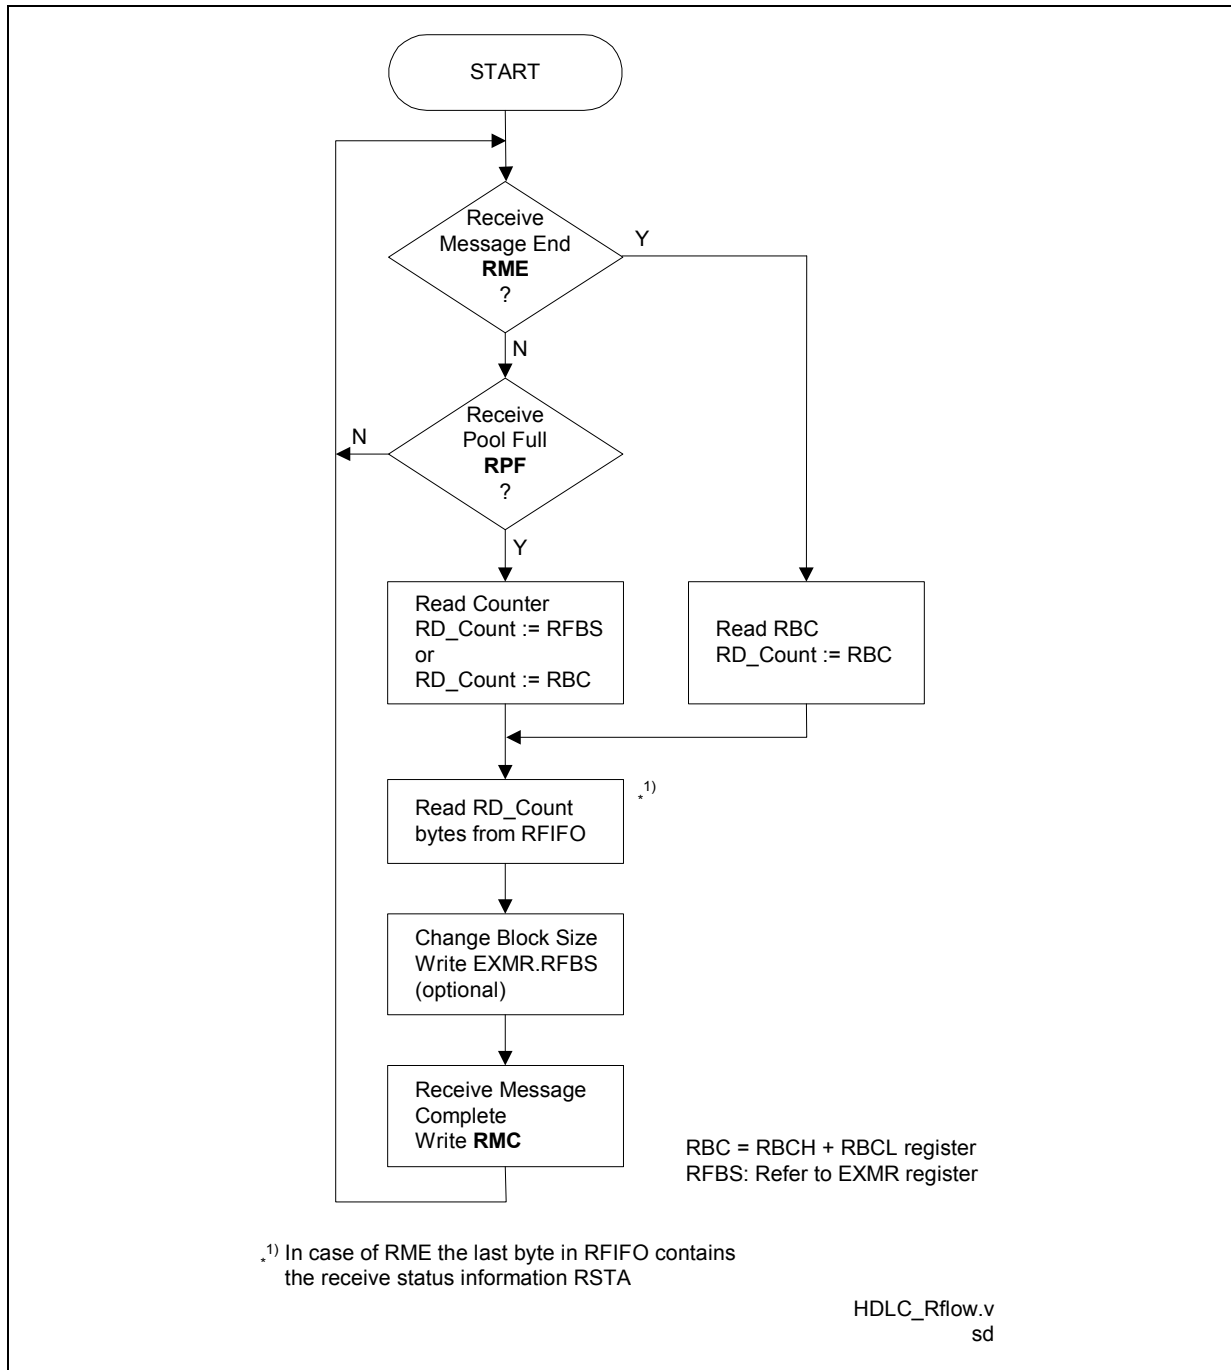 START
Receive
Message End
RME
?
Y
N
Receive
Pool Full
RPF
?
N
Y
Read Counter
RD_Count := RFBS
or
RD_Count := RBC
Read RBC
RD_Count := RBC
Read RD_Count
bytes from RFIFO
*1)
Change Block Size
Write EXMR.RFBS
(optional)
Receive Message
Complete
Write RMC
RBC = RBCH + RBCL register
RFBS: Refer to EXMR register
*1) In case of RME the last byte in RFIFO contains
the receive status information RSTA
HDLC_Rflow.v
sd